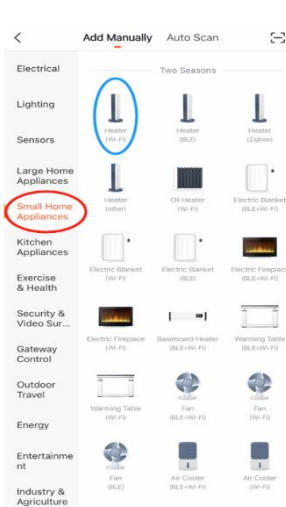 Add Manually Auto Scan
Electrical
Lighting
Sensors
Large Home
Appliances
Small Home
Appliances
Kitchen
Appliances
Exercise
& Health
Security &
Video Sur...
Gateway
Control
Outdoor
Travel
Energy
Entertainme
nt
Industry &
Agriculture
Two Seasons
Heater
(Wi-Fi)
Heater
(BLE)
Heater
(Zigbee)
Heater
(other)
Oil Heater
(Wi-Fi)
Electric Blanket
(BLE+Wi-Fi)
Electric Blanket
(Wi-Fi)
Electric Blanket
(BLE)
Electric Fireplace
(BLE+Wi-Fi)
Electric Fireplace
(Wi-Fi)
Baseboard Heater
(BLE+Wi-Fi)
Warming Table
(BLE+Wi-Fi)
Warming Table
(Wi-Fi)
Fan
(BLE+Wi-Fi)
Fan
(Wi-Fi)
Fan
(BLE)
Air Cooler
(BLE+Wi-Fi)
Air Cooler
(Wi-Fi)